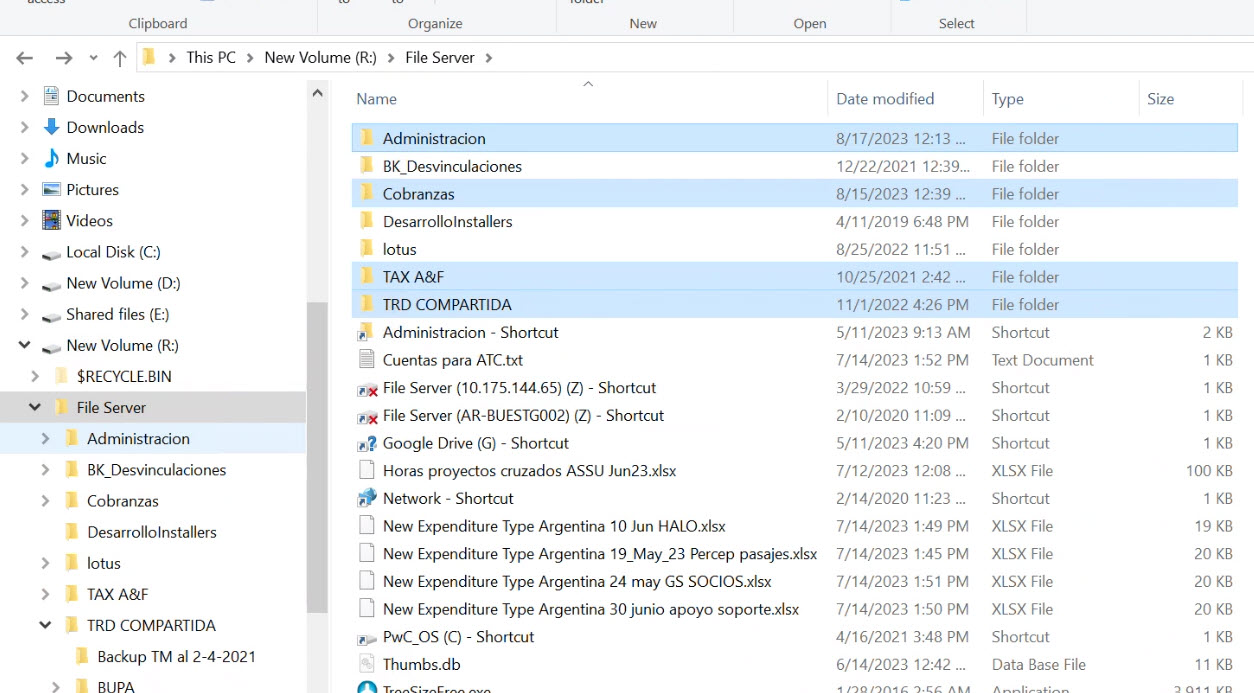 access to to folder
Clipboard Organize New Open Select
This PC > New Volume (R:) > File Server >
Documents
Downloads
Music
Pictures
Videos
Local Disk (C:)
New Volume (D:)
Shared files (E:)
New Volume (R:)
$RECYCLE.BIN
File Server
Administracion
BK_Desvinculaciones
Cobranzas
DesarrolloInstallers
lotus
TAX A&F
TRD COMPARTIDA
Backup TM al 2-4-2021
BUPA
Name Date modified Type Size
Administracion 8/17/2023 12:13 ... File folder
BK_Desvinculaciones 12/22/2021 12:39... File folder
Cobranzas 8/15/2023 12:39 ... File folder
DesarrolloInstallers 4/11/2019 6:48 PM File folder
lotus 8/25/2022 11:51 ... File folder
TAX A&F 10/25/2021 2:42 ... File folder
TRD COMPARTIDA 11/1/2022 4:26 PM File folder
Administracion - Shortcut 5/11/2023 9:13 AM Shortcut 2 KB
Cuentas para ATC.txt 7/14/2023 1:52 PM Text Document 1 KB
File Server (10.175.144.65) (Z) - Shortcut 3/29/2022 10:59 ... Shortcut 1 KB
File Server (AR-BUESTG002) (Z) - Shortcut 2/10/2020 11:09 ... Shortcut 1 KB
Google Drive (G) - Shortcut 5/11/2023 4:20 PM Shortcut 1 KB
Horas proyectos cruzados ASSU Jun23.xlsx 7/12/2023 12:08 ... XLSX File 100 KB
Network - Shortcut 2/14/2020 11:23 ... Shortcut 1 KB
New Expenditure Type Argentina 10 Jun HALO.xlsx 7/14/2023 1:49 PM XLSX File 19 KB
New Expenditure Type Argentina 19_May_23 Percep pasajes.xlsx 7/14/2023 1:45 PM XLSX File 20 KB
New Expenditure Type Argentina 24 may GS SOCIOS.xlsx 7/14/2023 1:51 PM XLSX File 20 KB
New Expenditure Type Argentina 30 junio apoyo soporte.xlsx 7/14/2023 1:50 PM XLSX File 20 KB
PwC_OS (C) - Shortcut 4/16/2021 3:48 PM Shortcut 1 KB
Thumbs.db 6/14/2023 12:42 ... Data Base File 11 KB
TreeSizeFree.exe 1/28/2016 2:56 AM Application 3,911 KB